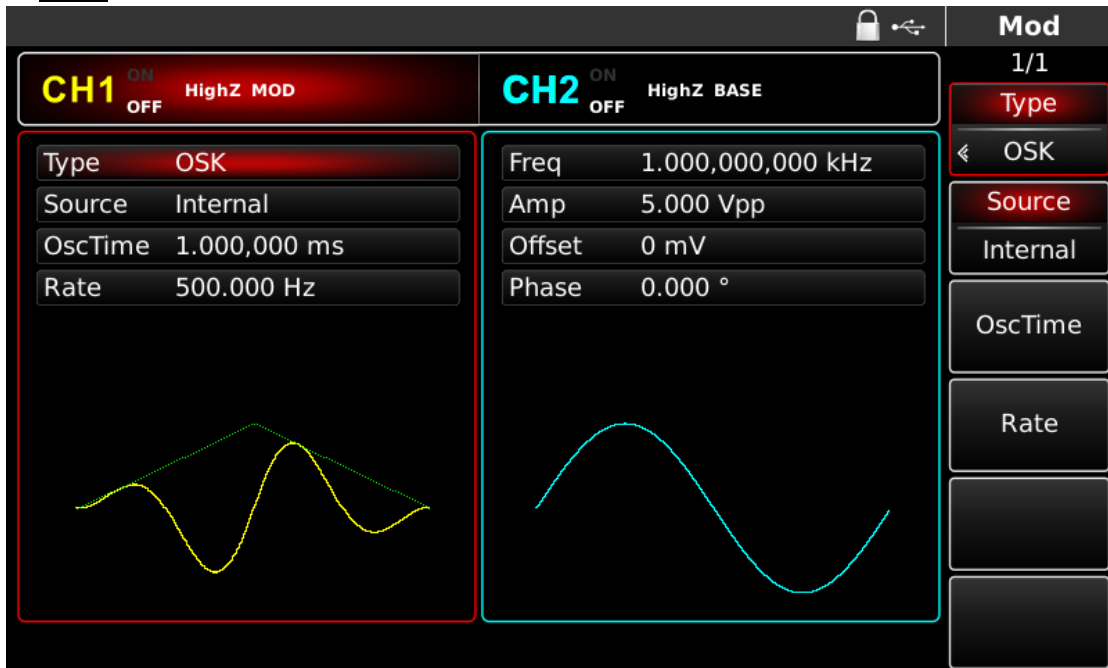 Mod
1/1
CH1 ON OFF HighZ MOD
CH2 ON OFF HighZ BASE
Type OSK
Source Internal
OscTime 1.000,000 ms
Rate 500.000 Hz
Freq 1.000,000,000 kHz
Amp 5.000 Vpp
Offset 0 mV
Phase 0.000 °
Type
OSK
Source
Internal
OscTime
Rate